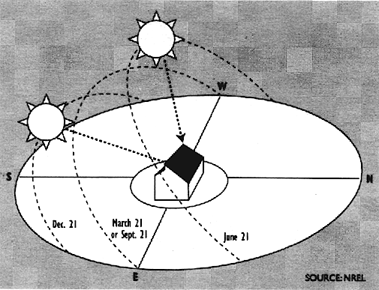 W
S
N
Dec. 21
March 21
or Sept. 21
June 21
E
SOURCE: NREL